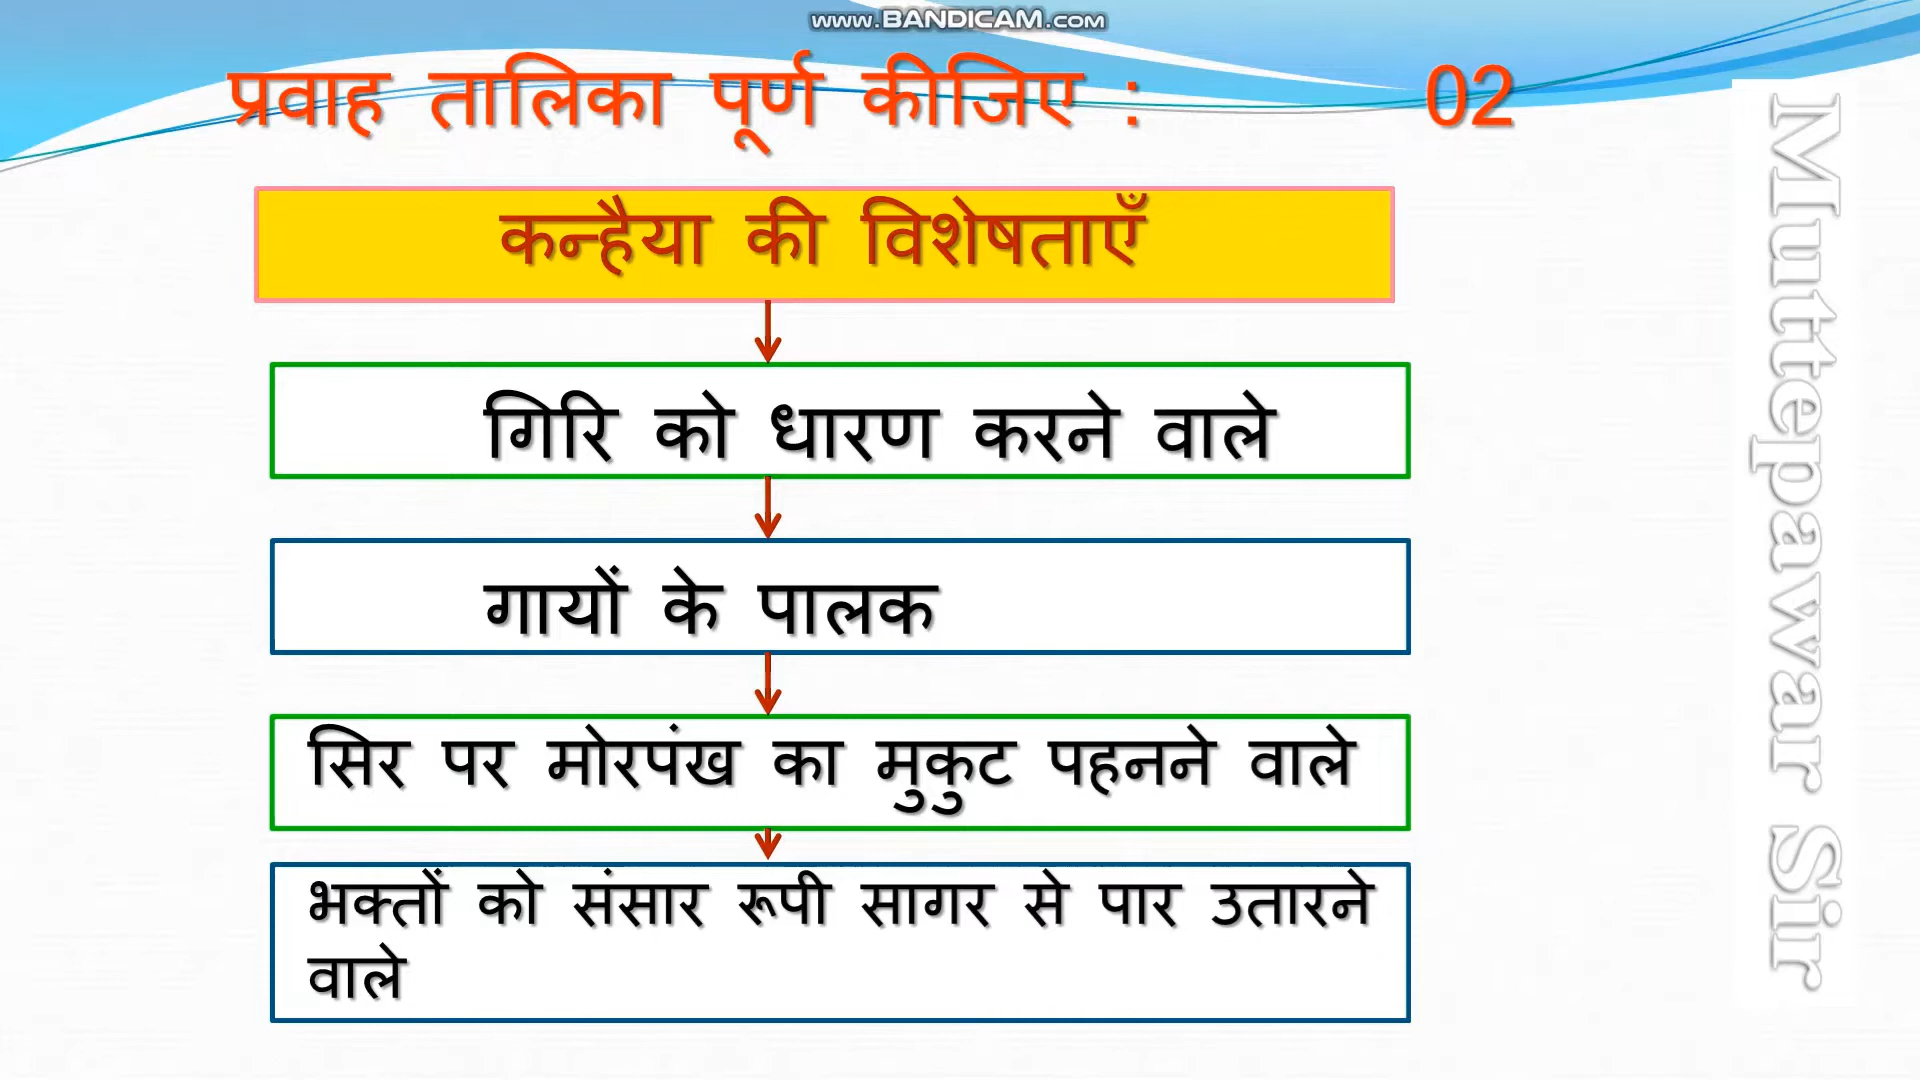 www.BANDICAM.com
प्रवाह तालिका पूर्ण कीजिए : 02
कन्हैया की विशेषताएँ
गिरि को धारण करने वाले
गायों के पालक
सिर पर मोरपंख का मुकुट पहनने वाले
भक्तों को संसार रूपी सागर से पार उतारने
वाले
Muttepawar Sir